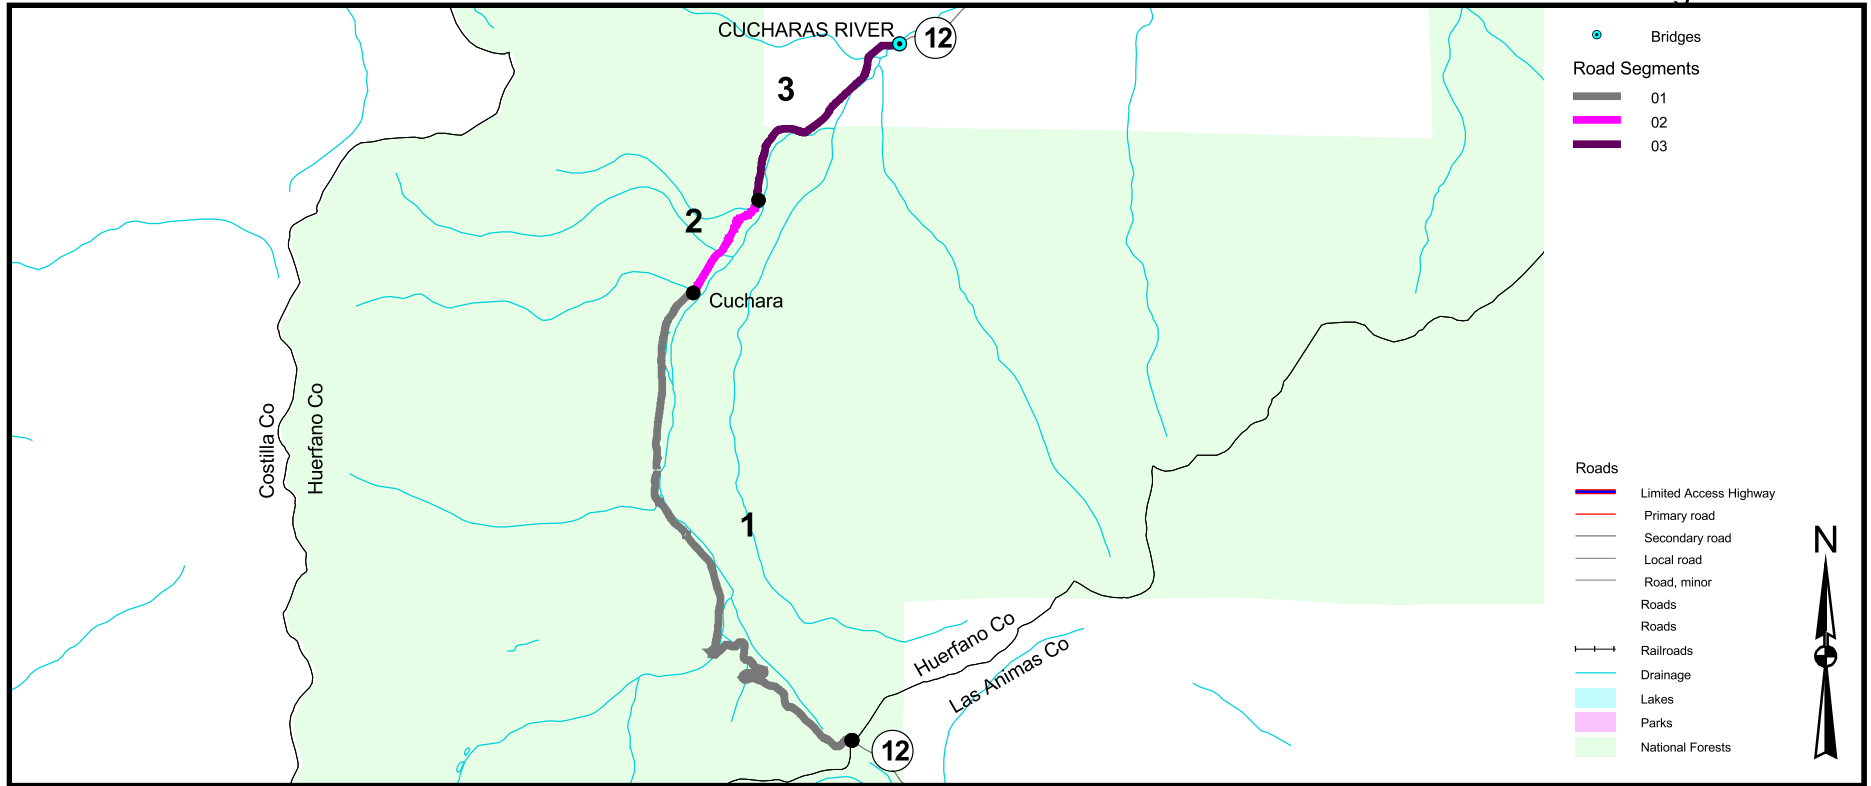 CUCHARAS RIVER
12
3
2
Cuchara
Costilla Co
Huerfano Co
1
Huerfano Co
Las Animas Co
12
Bridges
Road Segments
01
02
03
Roads
Limited Access Highway
Primary road
Secondary road
Local road
Road, minor
Roads
Roads
Railroads
Drainage
Lakes
Parks
National Forests
N